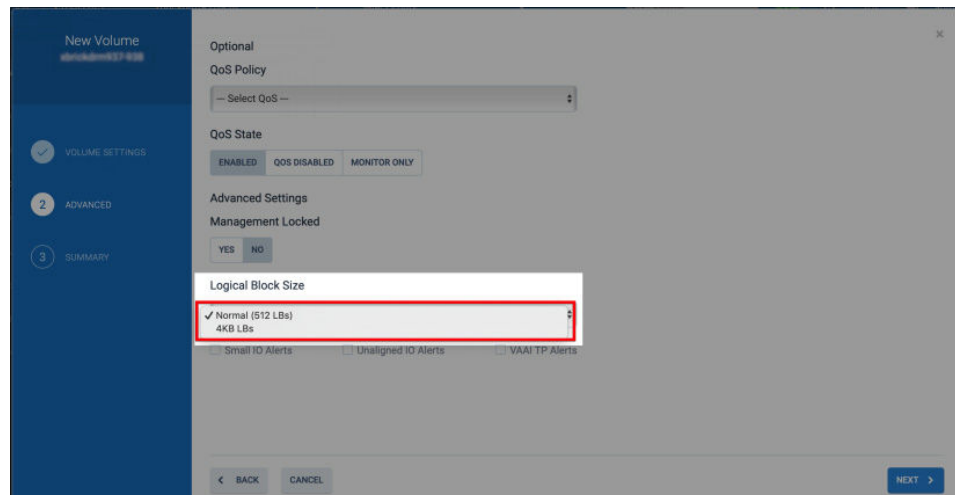 New Volume
VOLUME SETTINGS
2 ADVANCED
3 SUMMARY
×
Optional
QoS Policy
— Select QoS —
QoS State
ENABLED QOS DISABLED MONITOR ONLY
Advanced Settings
Management Locked
YES NO
Logical Block Size
✓ Normal (512 LBs)
4KB LBs
Small IO Alerts Unaligned IO Alerts VAAI TP Alerts
< BACK CANCEL NEXT >